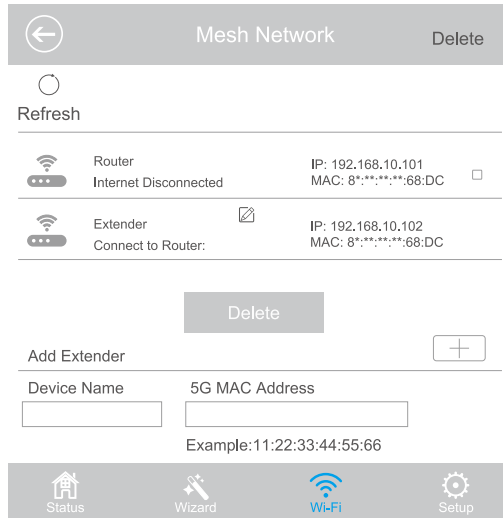 Mesh Network
Delete
Refresh
Router
Internet Disconnected
IP: 192.168.10.101
MAC: 8*:**:**:**:68:DC
Extender
Connect to Router:
IP: 192.168.10.102
MAC: 8*:**:**:**:68:DC
Delete
Add Extender
Device Name
5G MAC Address
Example:11:22:33:44:55:66
Status
Wizard
Wi-Fi
Setup